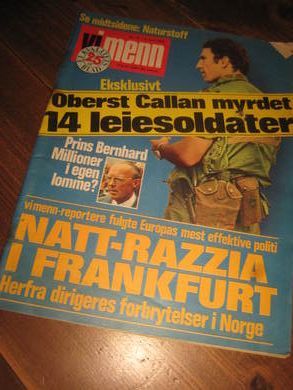 Se midtsidene: Naturstoff
vi menn
25
Eksklusivt
Oberst Callan myrdet
14 leiesoldater
Prins Bernhard
Millioner
i egen
lomme?
vi menn-reportere fulgte Europas mest effektive politi
NATT-RAZZIA
I FRANKFURT
Herfra dirigeres forbrytelser i Norge